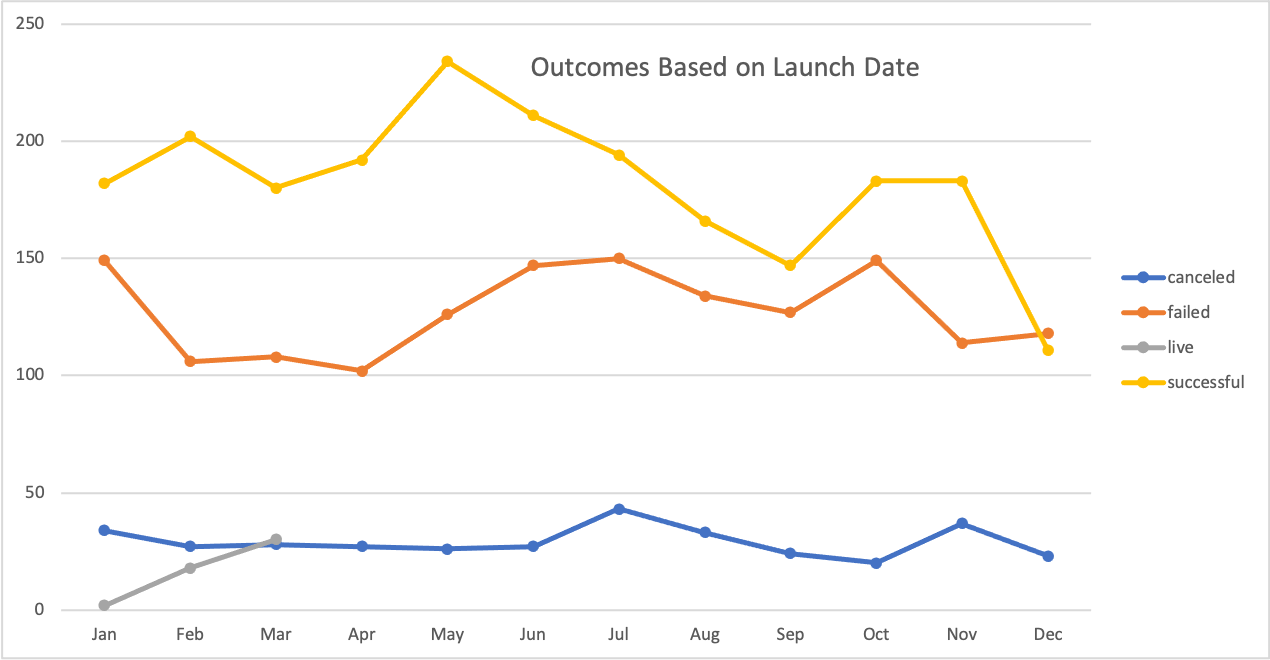 Outcomes Based on Launch Date
250
200
150
100
50
0
Jan Feb Mar Apr May Jun Jul Aug Sep Oct Nov Dec
canceled
failed
live
successful